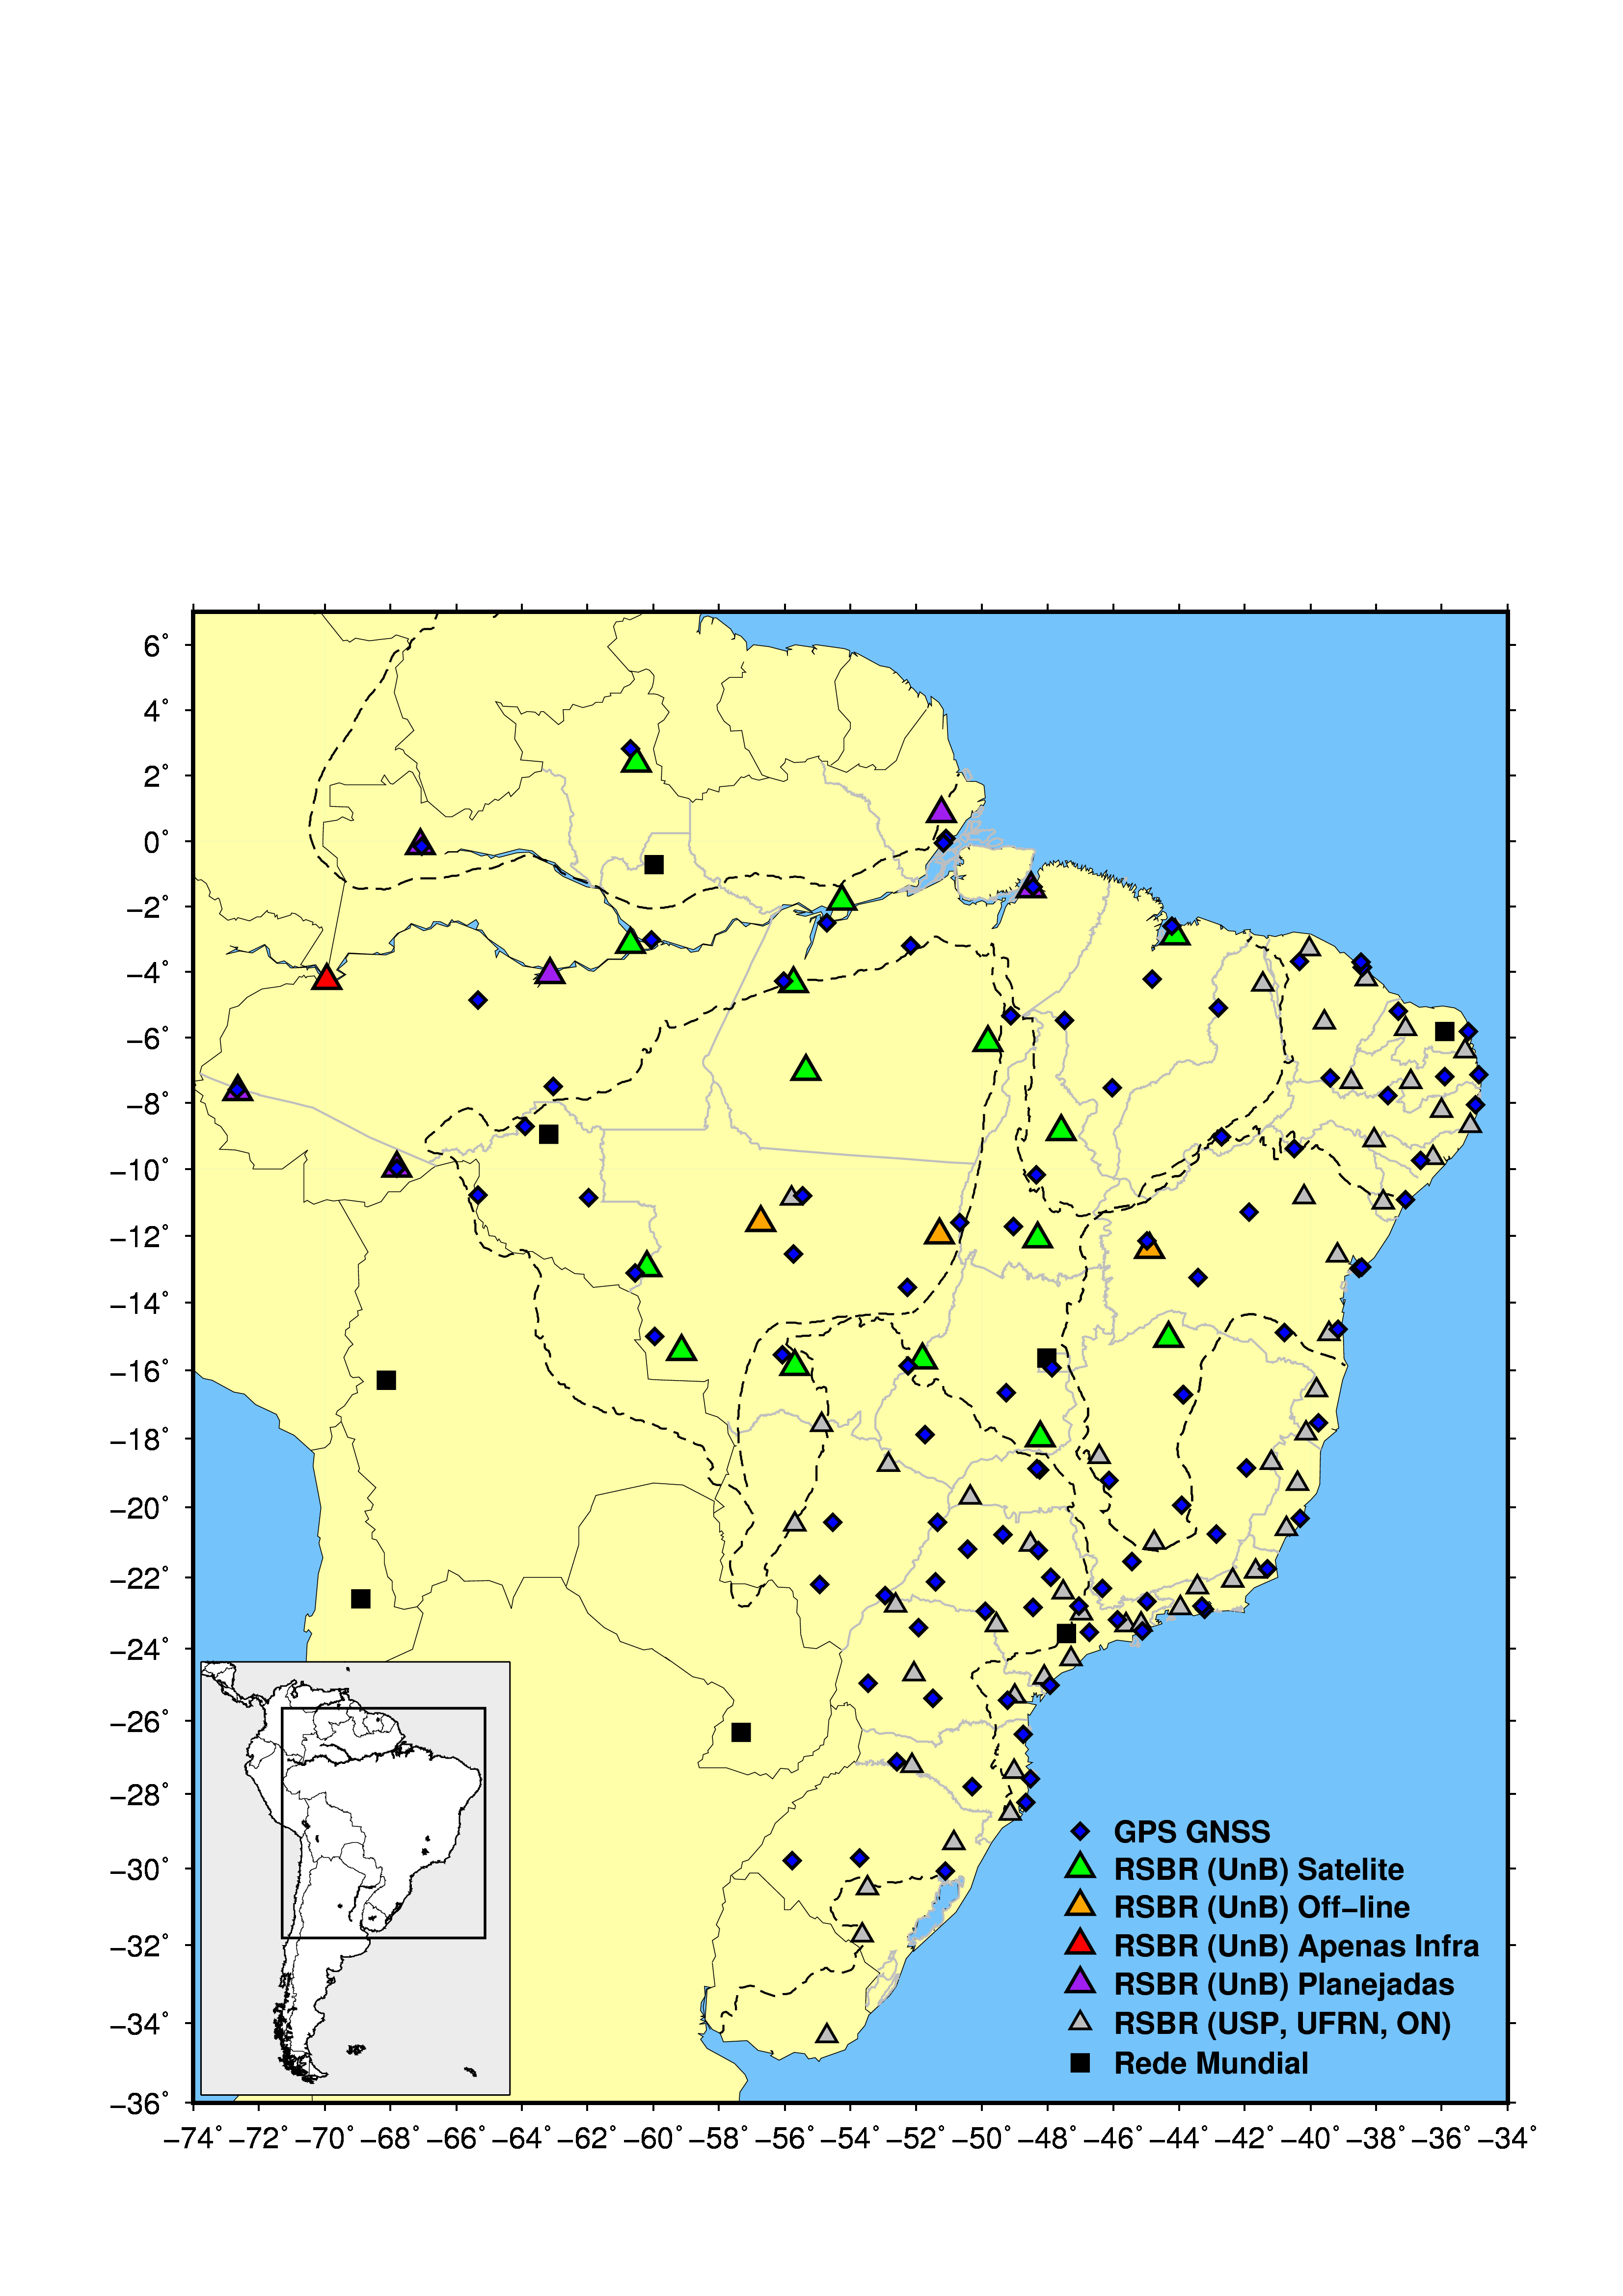 6°
4°
2°
0°
−2°
−4°
−6°
−8°
−10°
−12°
−14°
−16°
−18°
−20°
−22°
−24°
−26°
−28°
−30°
−32°
−34°
−36°
GPS GNSS
RSBR (UnB) Satelite
RSBR (UnB) Off−line
RSBR (UnB) Apenas Infra
RSBR (UnB) Planejadas
RSBR (USP, UFRN, ON)
Rede Mundial
−74° −72° −70° −68° −66° −64° −62° −60° −58° −56° −54° −52° −50° −48° −46° −44° −42° −40° −38° −36° −34°